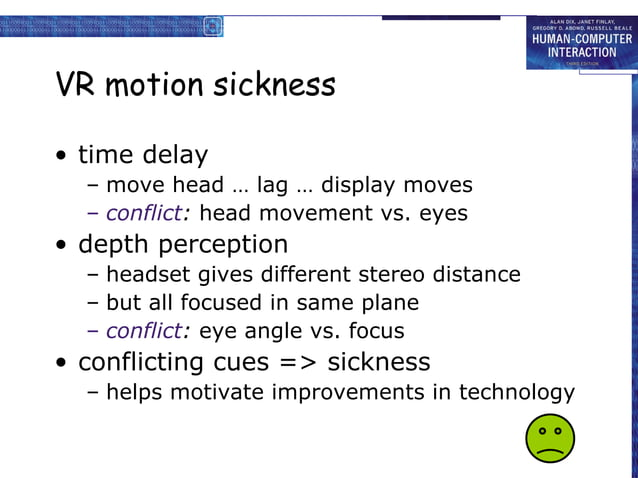 ALAN DIX, JANET FINLAY,
GREGORY D. ABOWD, RUSSELL BEALE
HUMAN-COMPUTER
INTERACTION
THIRD EDITION
VR motion sickness
• time delay
– move head … lag … display moves
– conflict: head movement vs. eyes
• depth perception
– headset gives different stereo distance
– but all focused in same plane
– conflict: eye angle vs. focus
• conflicting cues => sickness
– helps motivate improvements in technology